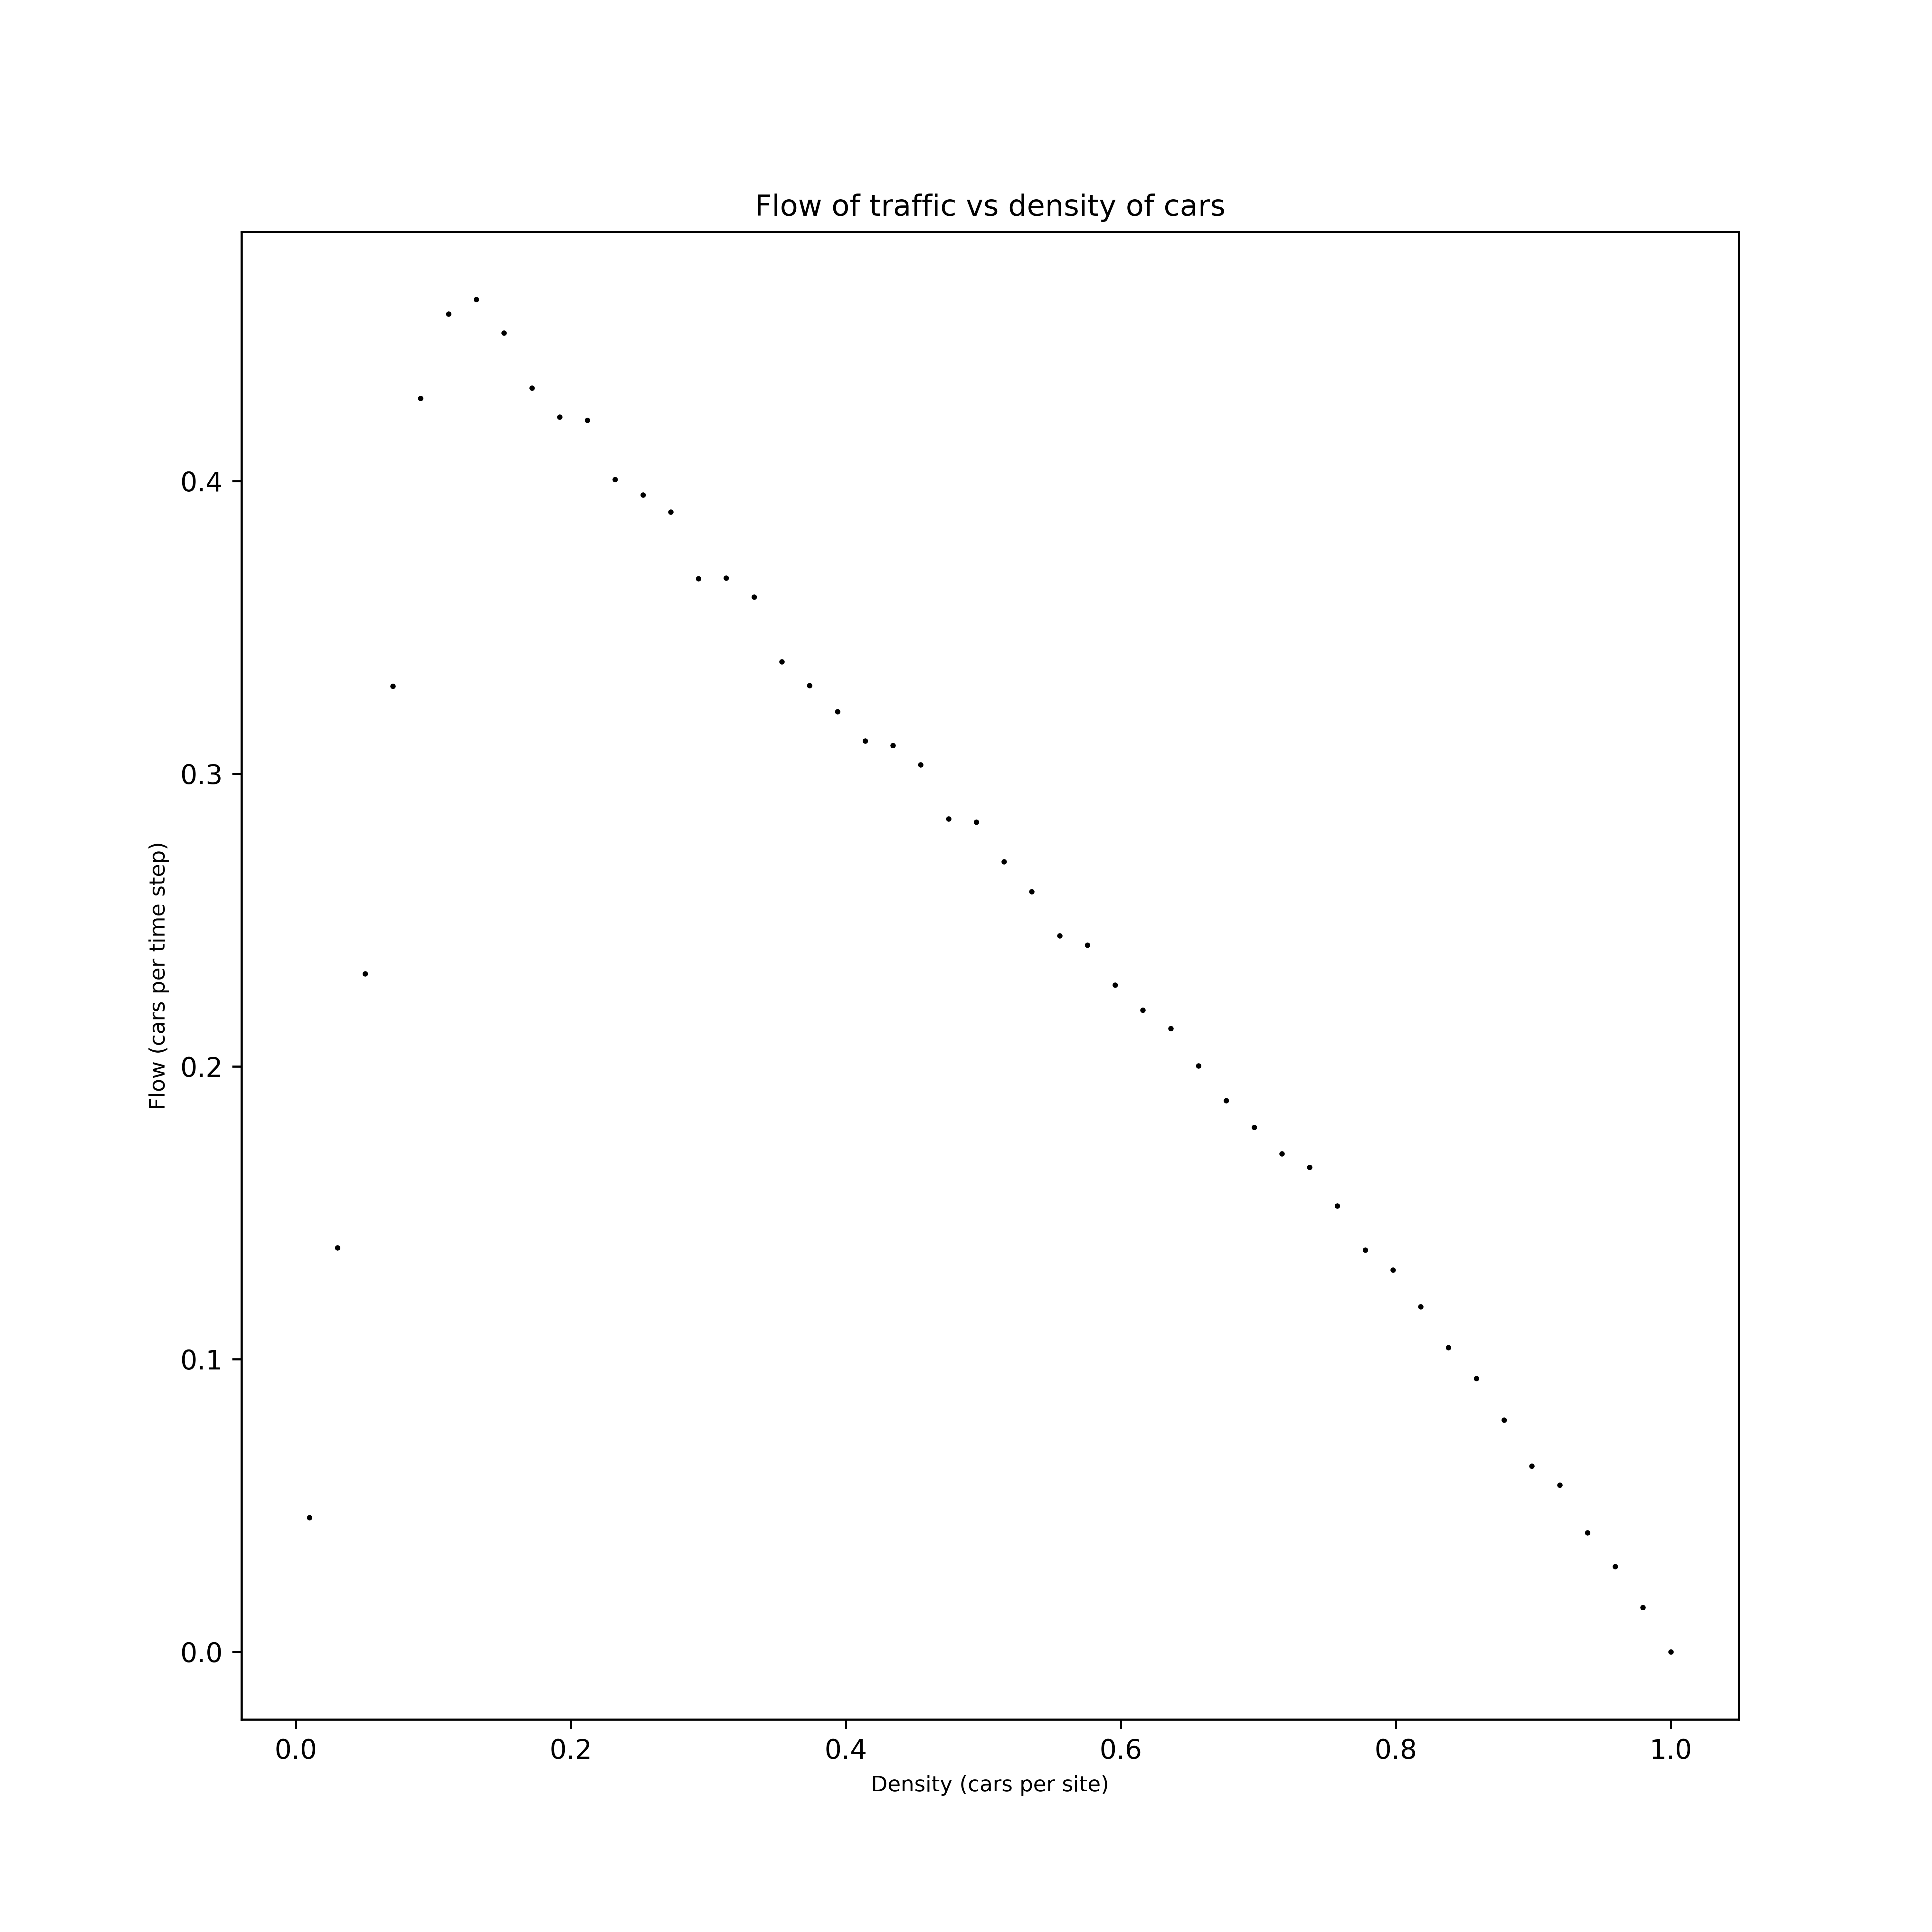 Flow of traffic vs density of cars
Flow (cars per time step)
0.4
0.3
0.2
0.1
0.0
0.0 0.2 0.4 0.6 0.8 1.0
Density (cars per site)